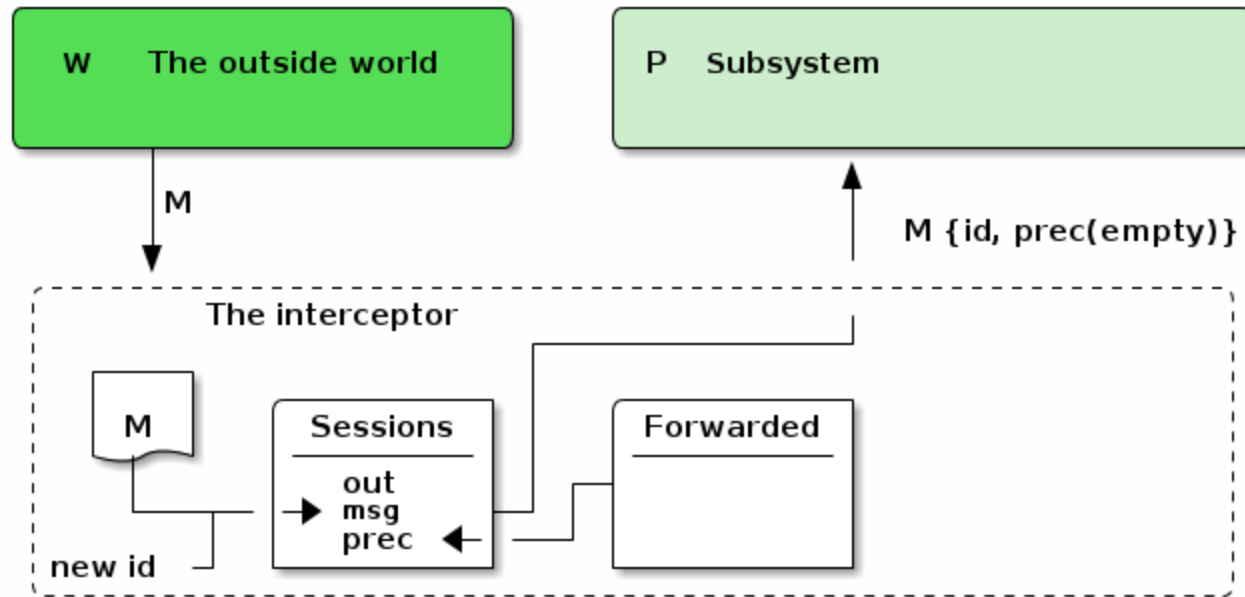 W The outside world
P Subsystem
M
M {id, prec(empty)}
The interceptor
M
Sessions
out
msg
prec
Forwarded
new id